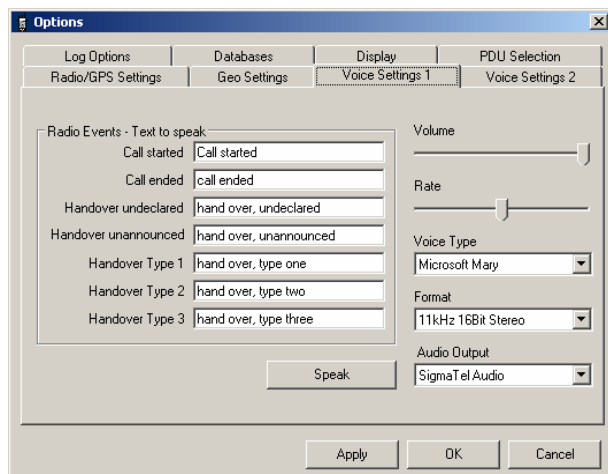 Options
Log Options
Databases
Display
PDU Selection
Radio/GPS Settings
Geo Settings
Voice Settings 1
Voice Settings 2
Radio Events - Text to speak
Call started
Call started
Call ended
call ended
Handover undeclared
hand over, undeclared
Handover unannounced
hand over, unannounced
Handover Type 1
hand over, type one
Handover Type 2
hand over, type two
Handover Type 3
hand over, type three
Speak
Volume
Rate
Voice Type
Microsoft Mary
Format
11kHz 16Bit Stereo
Audio Output
SigmaTel Audio
Apply
OK
Cancel